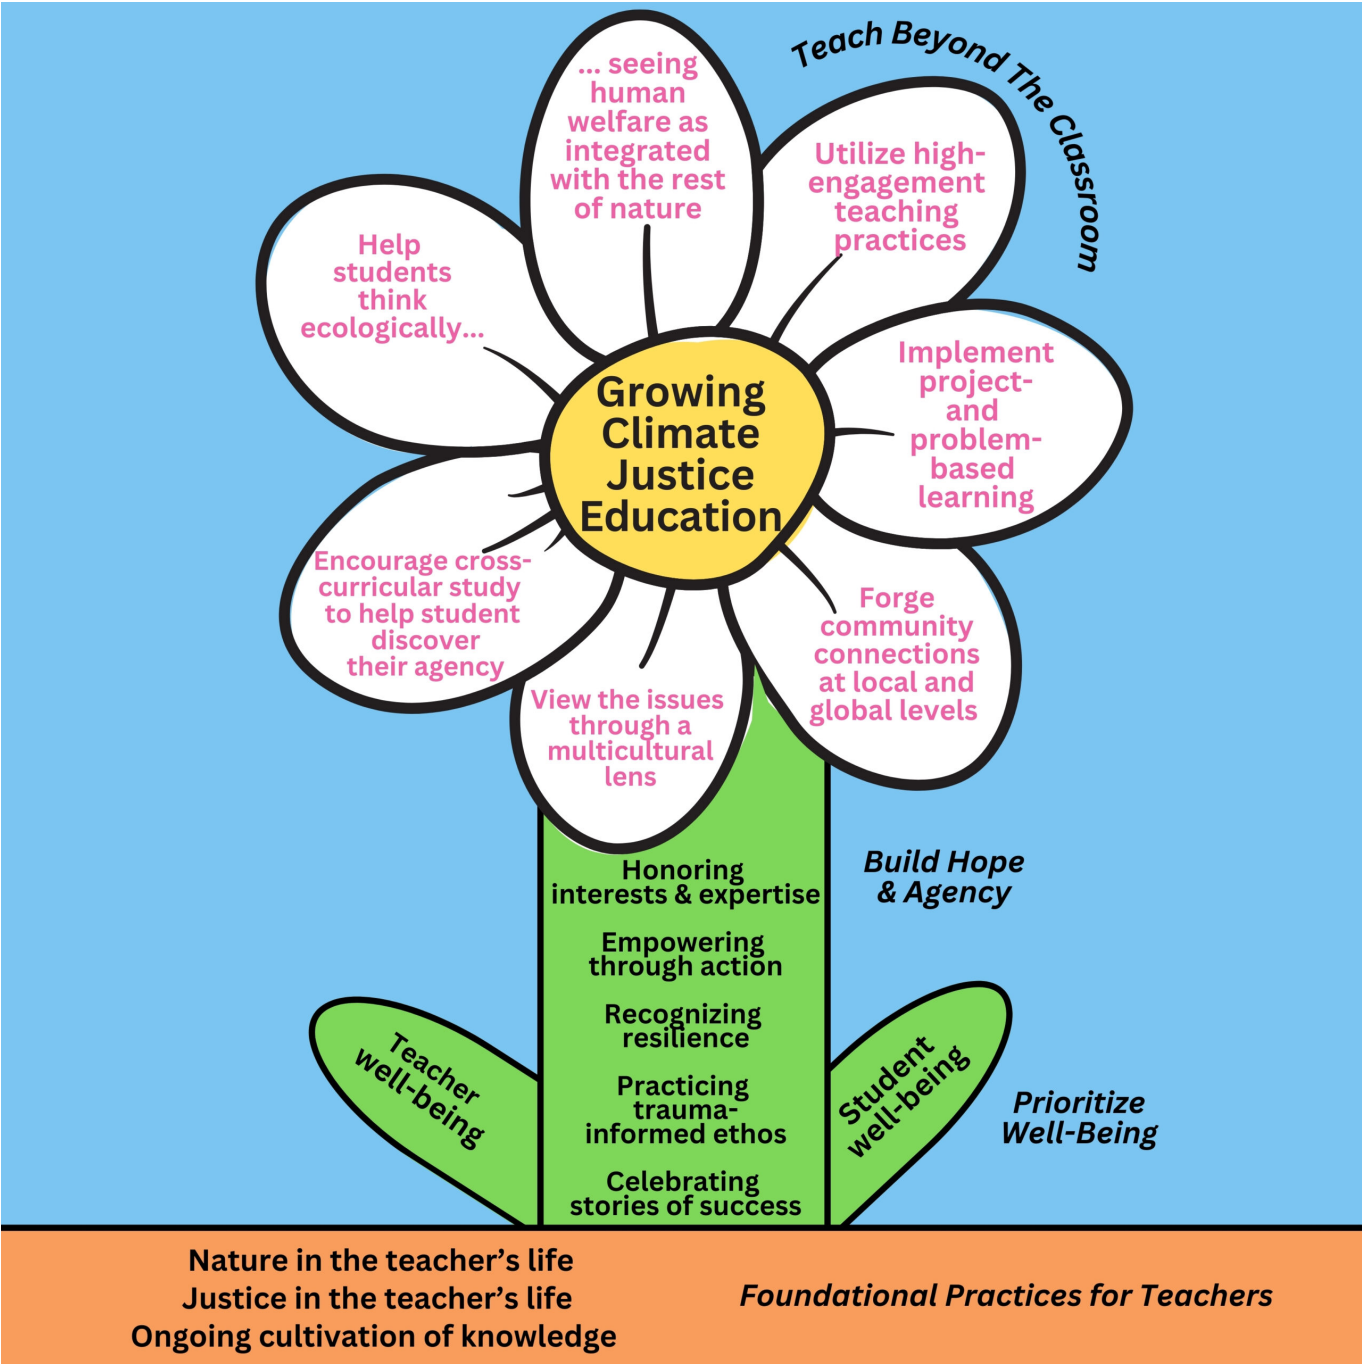 Teach Beyond The Classroom
... seeing
human
welfare as
integrated
with the rest
of nature
Utilize high-
engagement
teaching
practices
Help
students
think
ecologically...
Implement
project-
and
problem-
based
learning
Growing
Climate
Justice
Education
Encourage cross-
curricular study
to help student
discover
their agency
Forge
community
connections
at local and
global levels
View the issues
through a
multicultural
lens
Honoring
interests & expertise
Empowering
through action
Recognizing
resilience
Practicing
trauma-
informed ethos
Celebrating
stories of success
Build Hope
& Agency
Teacher
well-being
Student
well-being
Prioritize
Well-Being
Nature in the teacher’s life
Justice in the teacher’s life
Ongoing cultivation of knowledge
Foundational Practices for Teachers